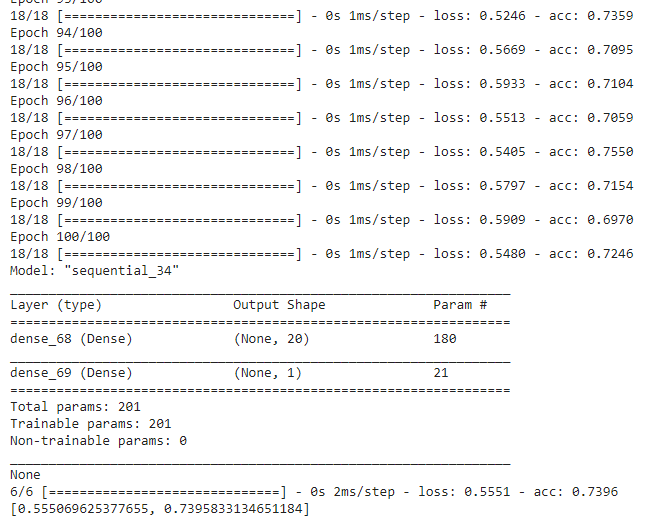 Epoch 93/100
18/18 [==============================] - 0s 1ms/step - loss: 0.5246 - acc: 0.7359
Epoch 94/100
18/18 [==============================] - 0s 1ms/step - loss: 0.5669 - acc: 0.7095
Epoch 95/100
18/18 [==============================] - 0s 1ms/step - loss: 0.5933 - acc: 0.7104
Epoch 96/100
18/18 [==============================] - 0s 1ms/step - loss: 0.5513 - acc: 0.7059
Epoch 97/100
18/18 [==============================] - 0s 1ms/step - loss: 0.5405 - acc: 0.7550
Epoch 98/100
18/18 [==============================] - 0s 1ms/step - loss: 0.5797 - acc: 0.7154
Epoch 99/100
18/18 [==============================] - 0s 1ms/step - loss: 0.5909 - acc: 0.6970
Epoch 100/100
18/18 [==============================] - 0s 1ms/step - loss: 0.5480 - acc: 0.7246
Model: "sequential_34"
_________________________________________________________________
Layer (type)                 Output Shape              Param #
=================================================================
dense_68 (Dense)             (None, 20)                180
_________________________________________________________________
dense_69 (Dense)             (None, 1)                 21
=================================================================
Total params: 201
Trainable params: 201
Non-trainable params: 0
_________________________________________________________________
None
6/6 [==============================] - 0s 2ms/step - loss: 0.5551 - acc: 0.7396
[0.555069625377655, 0.7395833134651184]